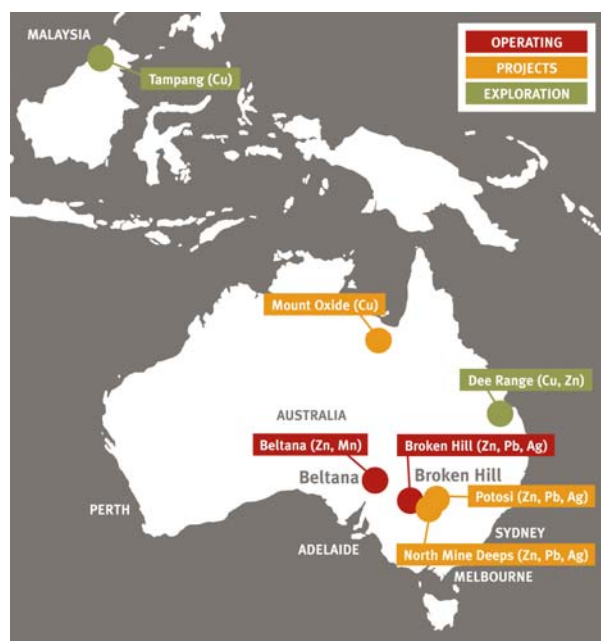 MALAYSIA
OPERATING
PROJECTS
EXPLORATION
Tampang (Cu)
Mount Oxide (Cu)
Dee Range (Cu, Zn)
AUSTRALIA
Beltana (Zn, Mn)
Broken Hill (Zn, Pb, Ag)
Beltana
Broken Hill
Potosi (Zn, Pb, Ag)
PERTH
SYDNEY
ADELAIDE
North Mine Deeps (Zn, Pb, Ag)
MELBOURNE